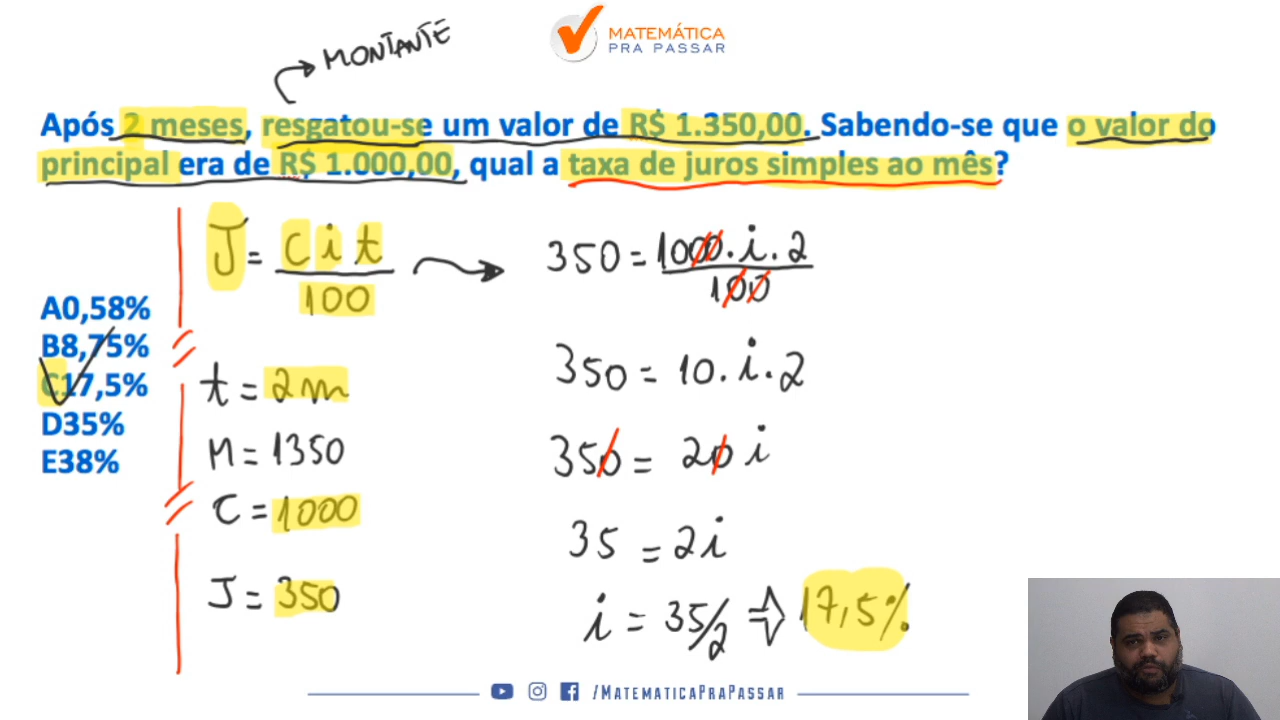 MATEMÁTICA
PRA PASSAR
MONTANTE
Após 2 meses, resgatou-se um valor de R$ 1.350,00. Sabendo-se que o valor do
principal era de R$ 1.000,00, qual a taxa de juros simples ao mês?
A0,58%
B8,75%
C17,5%
D35%
E38%
J = c i t
100
t = 2m
M = 1350
C = 1000
J = 350
350 = 1000 . i . 2
100
350 = 10 . i . 2
350 = 20 i
35 = 2i
i = 35/2 ⇒ 17,5%
/MATEMATICAPRAPASSAR